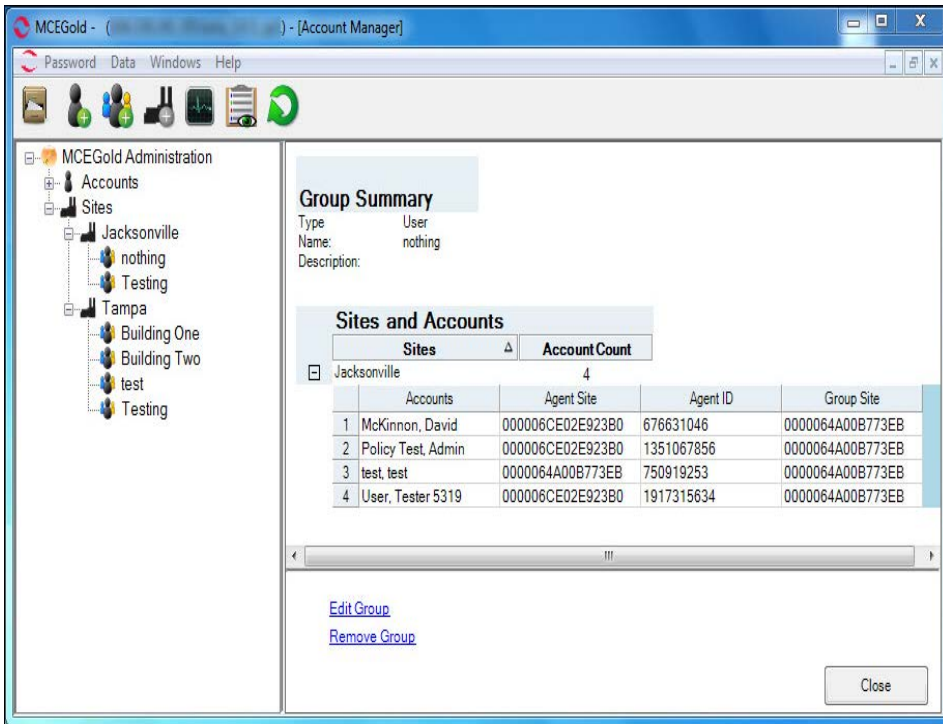 MCEGold - ( ) - [Account Manager]
Password Data Windows Help
MCEGold Administration
Accounts
Sites
Jacksonville
nothing
Testing
Tampa
Building One
Building Two
test
Testing
Group Summary
Type User
Name: nothing
Description:
Sites and Accounts
Sites Account Count
Jacksonville 4
Accounts Agent Site Agent ID Group Site
1 McKinnon, David 000006CE02E923B0 676631046 0000064A00B773EB
2 Policy Test, Admin 000006CE02E923B0 1351067856 0000064A00B773EB
3 test, test 0000064A00B773EB 750919253 0000064A00B773EB
4 User, Tester 5319 000006CE02E923B0 1917315634 0000064A00B773EB
Edit Group
Remove Group
Close